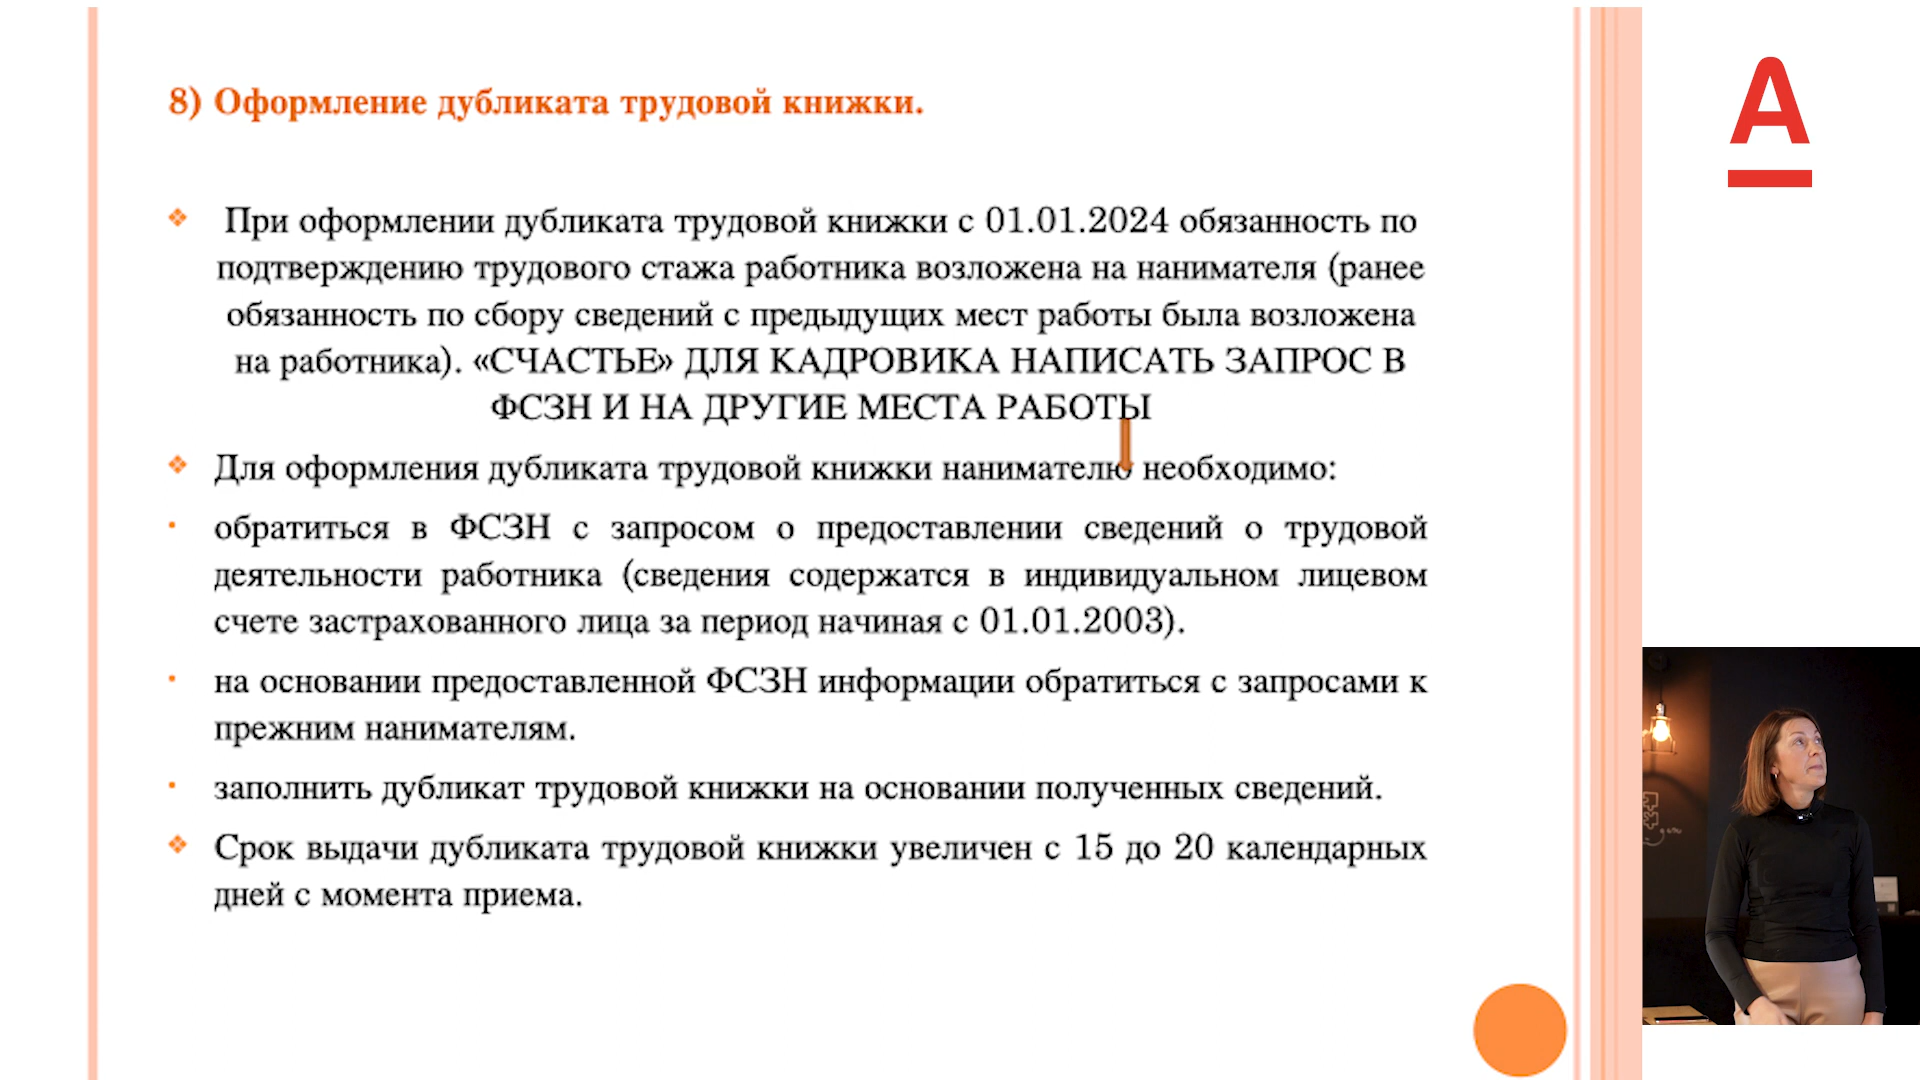 8) Оформление дубликата трудовой книжки.
А
При оформлении дубликата трудовой книжки с 01.01.2024 обязанность по
подтверждению трудового стажа работника возложена на нанимателя (ранее
обязанность по сбору сведений с предыдущих мест работы была возложена
на работника). «СЧАСТЬЕ» ДЛЯ КАДРОВИКА НАПИСАТЬ ЗАПРОС В
ФСЗН И НА ДРУГИЕ МЕСТА РАБОТЫ
Для оформления дубликата трудовой книжки нанимателю необходимо:
обратиться в ФСЗН с запросом о предоставлении сведений о трудовой
деятельности работника (сведения содержатся в индивидуальном лицевом
счете застрахованного лица за период начиная с 01.01.2003).
на основании предоставленной ФСЗН информации обратиться с запросами к
прежним нанимателям.
заполнить дубликат трудовой книжки на основании полученных сведений.
Срок выдачи дубликата трудовой книжки увеличен с 15 до 20 календарных
дней с момента приема.